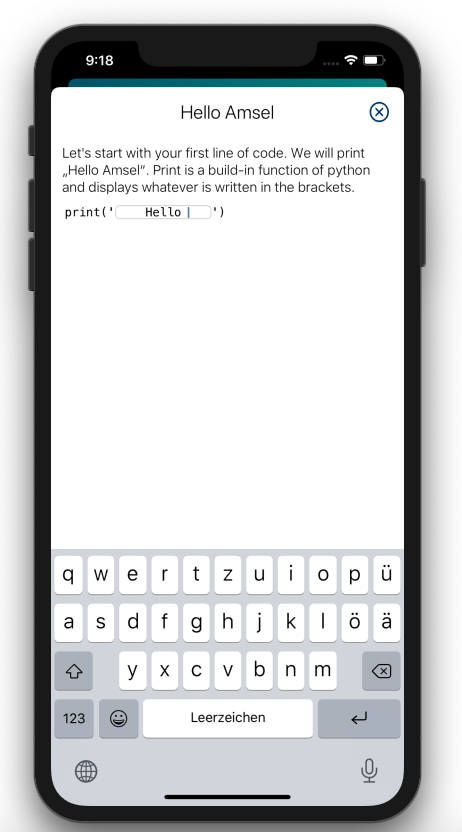 9:18
Hello Amsel
Let's start with your first line of code. We will print
„Hello Amsel“. Print is a build-in function of python
and displays whatever is written in the brackets.
print('Hello ')
q w e r t z u i o p ü
a s d f g h j k l ö ä
y x c v b n m
123 Leerzeichen